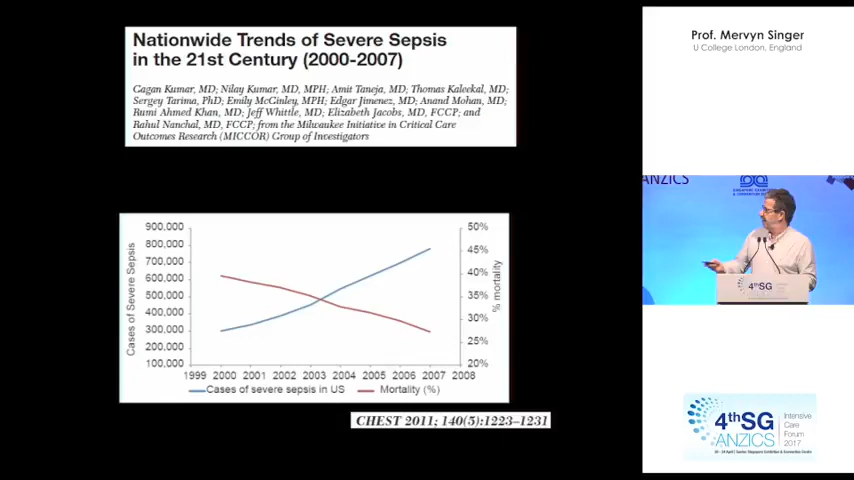 Nationwide Trends of Severe Sepsis
in the 21st Century (2000-2007)
Gagan Kumar, MD; Nilay Kumar, MD, MPH; Amit Taneja, MD; Thomas Kaleekal, MD;
Sergey Tarima, PhD; Emily McGinley, MPH; Edgar Jimenez, MD; Anand Mohan, MD;
Rumi Ahmed Khan, MD; Jeff Whittle, MD; Elizabeth Jacobs, MD, FCCP; and
Rahul Nanchal, MD, FCCP; from the Milwaukee Initiative in Critical Care
Outcomes Research (MICCOR) Group of Investigators
Cases of Severe Sepsis
900,000
800,000
700,000
600,000
500,000
400,000
300,000
200,000
100,000
50%
45%
40%
35%
30%
25%
20%
% mortality
1999 2000 2001 2002 2003 2004 2005 2006 2007 2008
Cases of severe sepsis in US Mortality (%)
CHEST 2011; 140(5):1223–1231
Prof. Mervyn Singer
U College London, England
ANZICS
4thSG
4thSG
ANZICS
Intensive
Care
Forum
2017